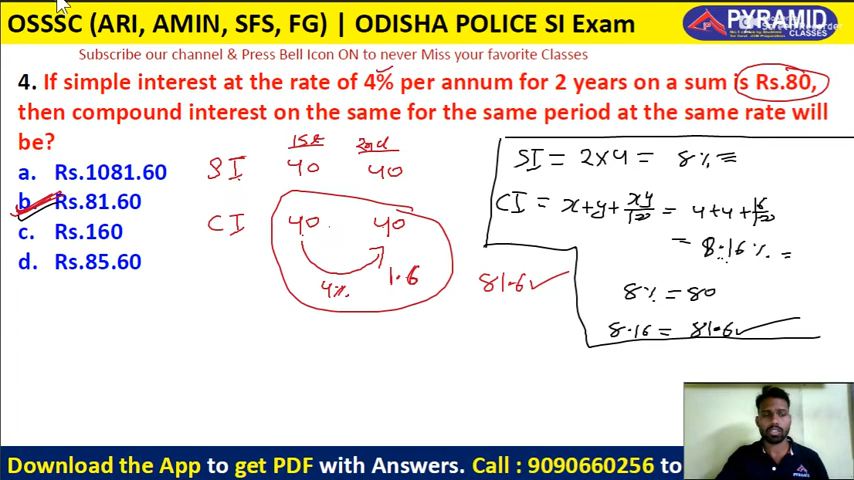 OSSSC (ARI, AMIN, SFS, FG) | ODISHA POLICE SI Exam
PYRAMID
CLASSES
Subscribe our channel & Press Bell Icon ON to never Miss your favorite Classes
4. If simple interest at the rate of 4% per annum for 2 years on a sum is Rs.80,
then compound interest on the same for the same period at the same rate will
be?
a. Rs.1081.60
b. Rs.81.60
c. Rs.160
d. Rs.85.60
1st 2nd
SI 40 40
CI 40 40
4%. 1.6
81.6
SI = 2×4 = 8%
CI = x+y+xy/100 = 4+4+16/100
= 8.16%. =
8% = 80
8.16 = 81.6
PYRAMID
Download the App to get PDF with Answers. Call : 9090660256 to